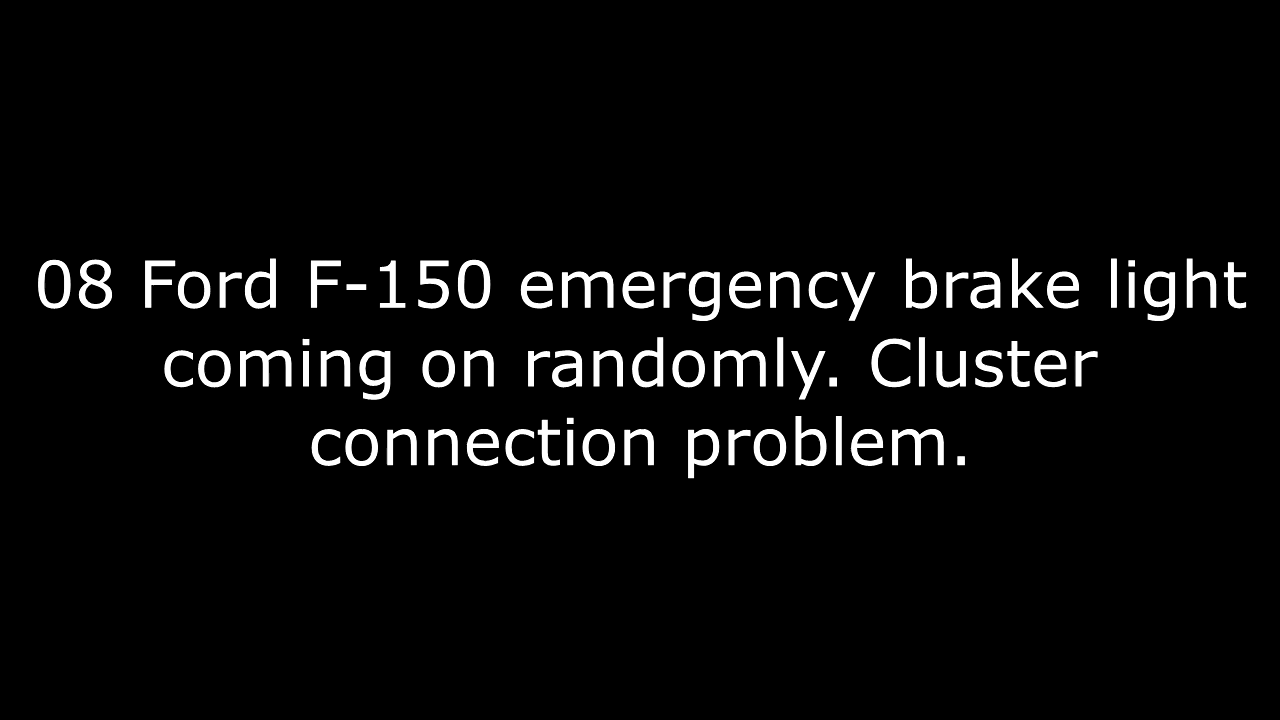 08 Ford F-150 emergency brake light
coming on randomly. Cluster
connection problem.